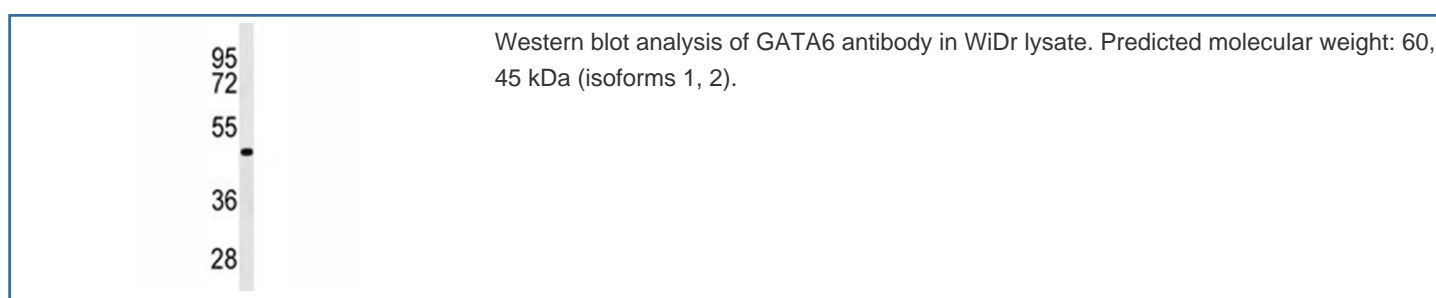 95
72
55
36
28
Western blot analysis of GATA6 antibody in WiDr lysate. Predicted molecular weight: 60,
45 kDa (isoforms 1, 2).